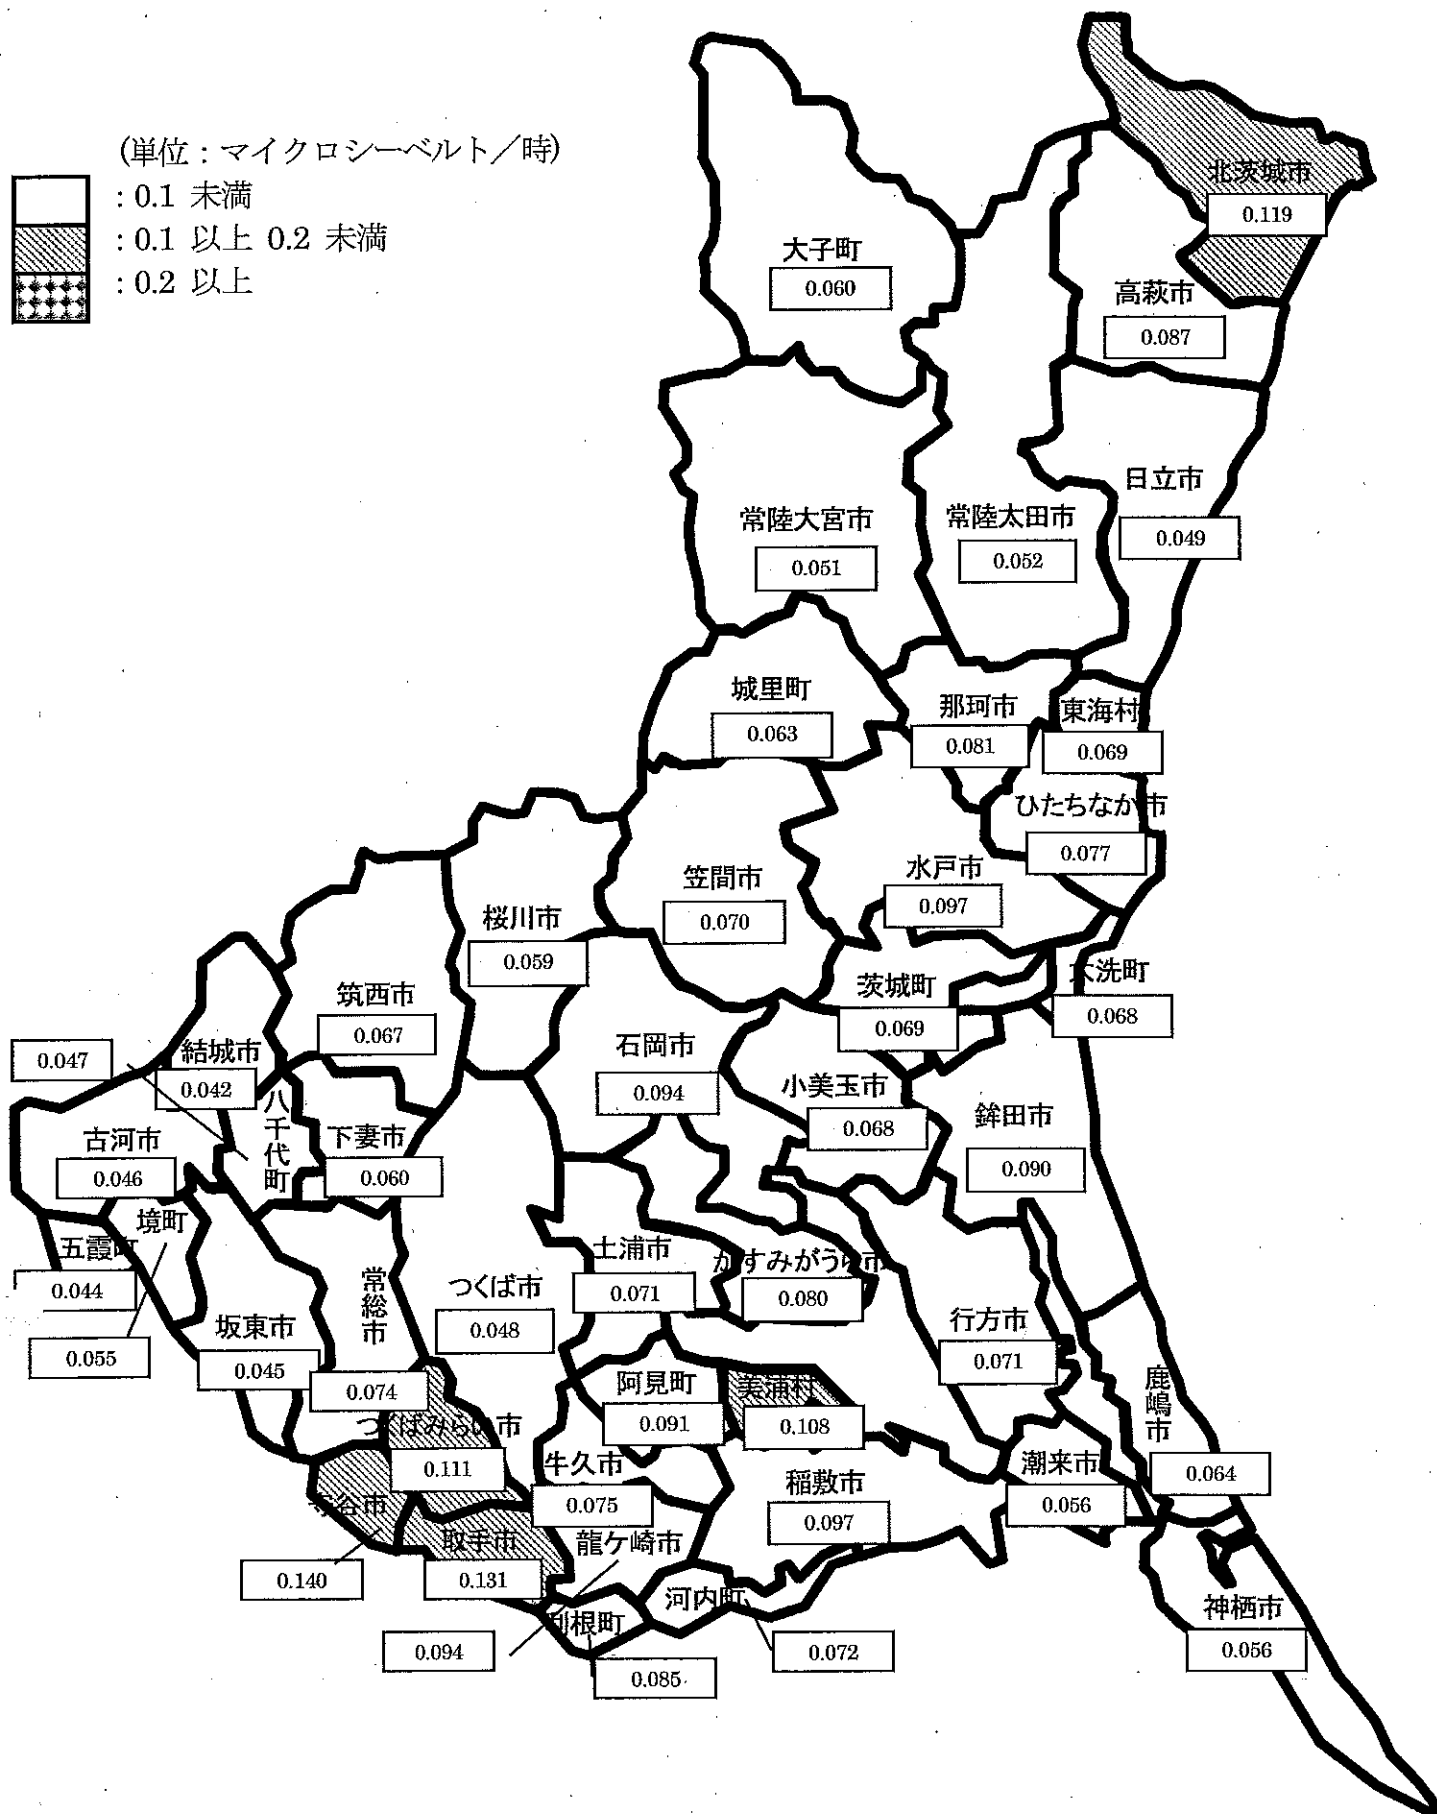 (単位：マイクロシーベルト／時)
: 0.1 未満
: 0.1 以上 0.2 未満
: 0.2 以上
北茨城市
0.119
大子町
0.060
高萩市
0.087
日立市
0.049
常陸大宮市
0.051
常陸太田市
0.052
城里町
0.063
那珂市
0.081
東海村
0.069
ひたちなか市
0.077
笠間市
0.070
水戸市
0.097
桜川市
0.059
筑西市
0.067
茨城町
0.069
大洗町
0.068
結城市
0.042
0.047
八千代町
石岡市
0.094
小美玉市
0.068
鉾田市
0.090
古河市
0.046
下妻市
0.060
境町
五霞町
0.044
0.055
坂東市
0.045
常総市
0.074
つくば市
0.048
土浦市
0.071
かすみがうら市
0.080
行方市
0.071
鹿嶋市
0.064
阿見町
0.091
美浦村
0.108
つくばみらい市
0.111
牛久市
0.075
稲敷市
0.097
潮来市
0.056
守谷市
0.140
取手市
0.131
龍ケ崎市
0.094
利根町
0.085
河内町
0.072
神栖市
0.056